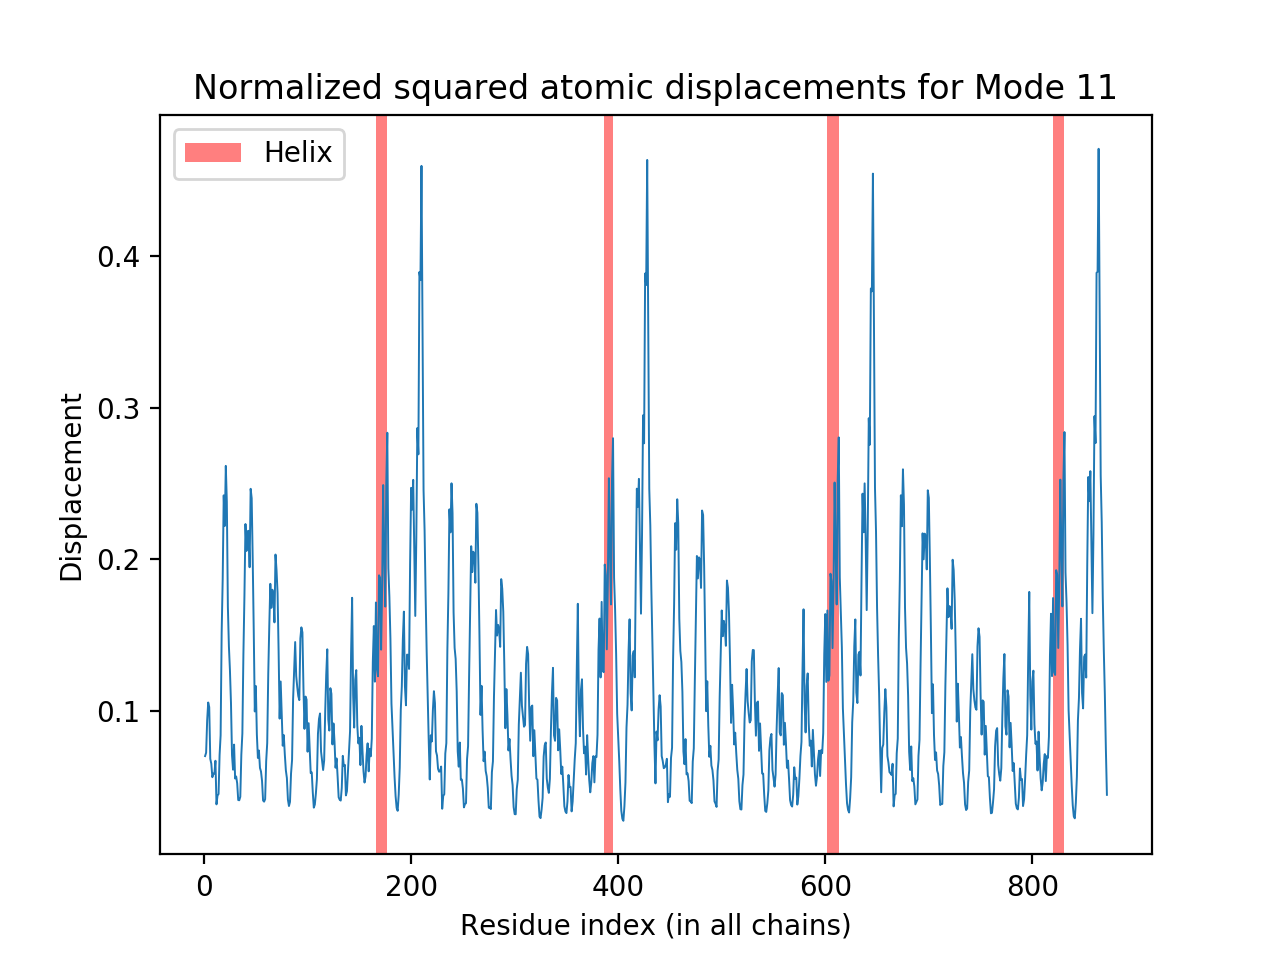 Normalized squared atomic displacements for Mode 11
Helix
Displacement
0.4
0.3
0.2
0.1
0 200 400 600 800
Residue index (in all chains)